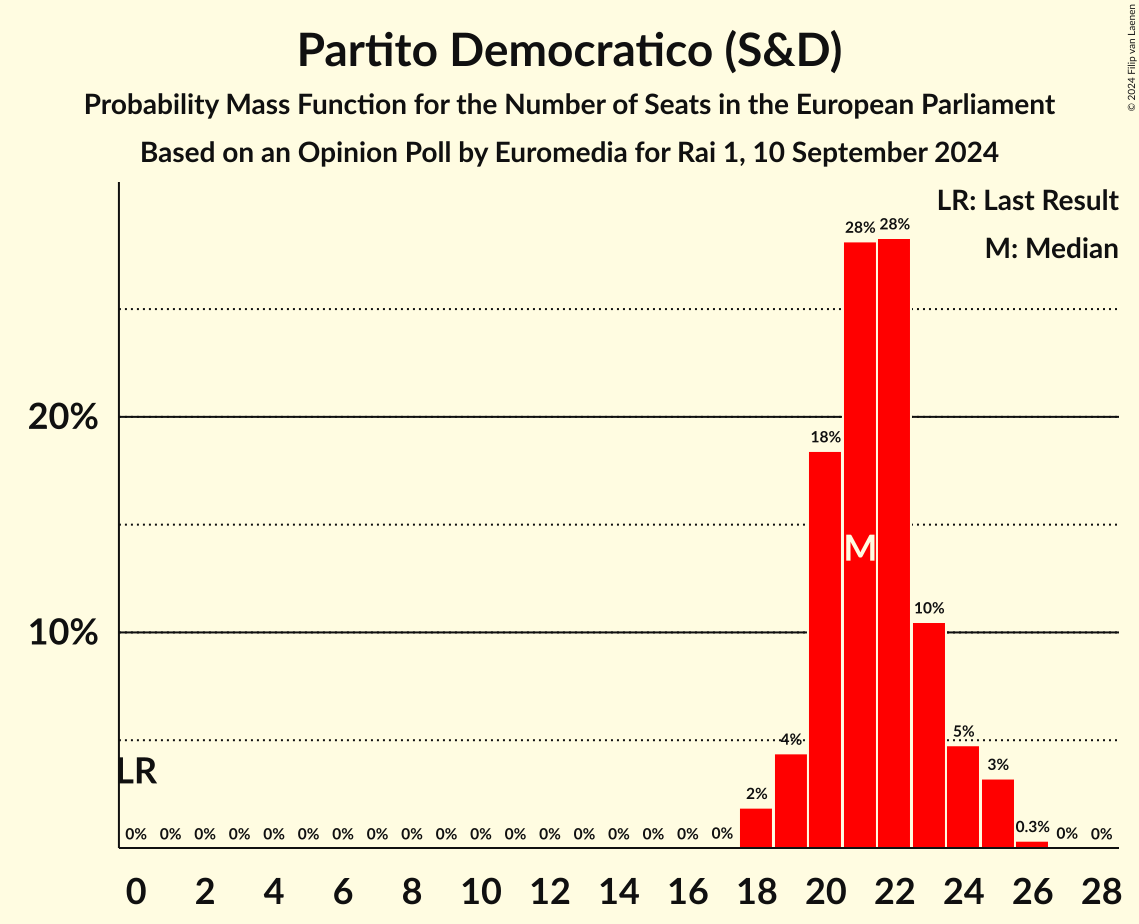 Partito Democratico (S&D)
Probability Mass Function for the Number of Seats in the European Parliament
Based on an Opinion Poll by Euromedia for Rai 1, 10 September 2024
© 2024 Filip van Laenen
LR: Last Result
M: Median
28% 28%
20%
18%
M
10%
10%
4% 5%
LR
3%
2%
0% 0% 0% 0% 0% 0% 0% 0% 0% 0% 0% 0% 0% 0% 0% 0% 0% 0% 0.3% 0% 0%
0 2 4 6 8 10 12 14 16 18 20 22 24 26 28